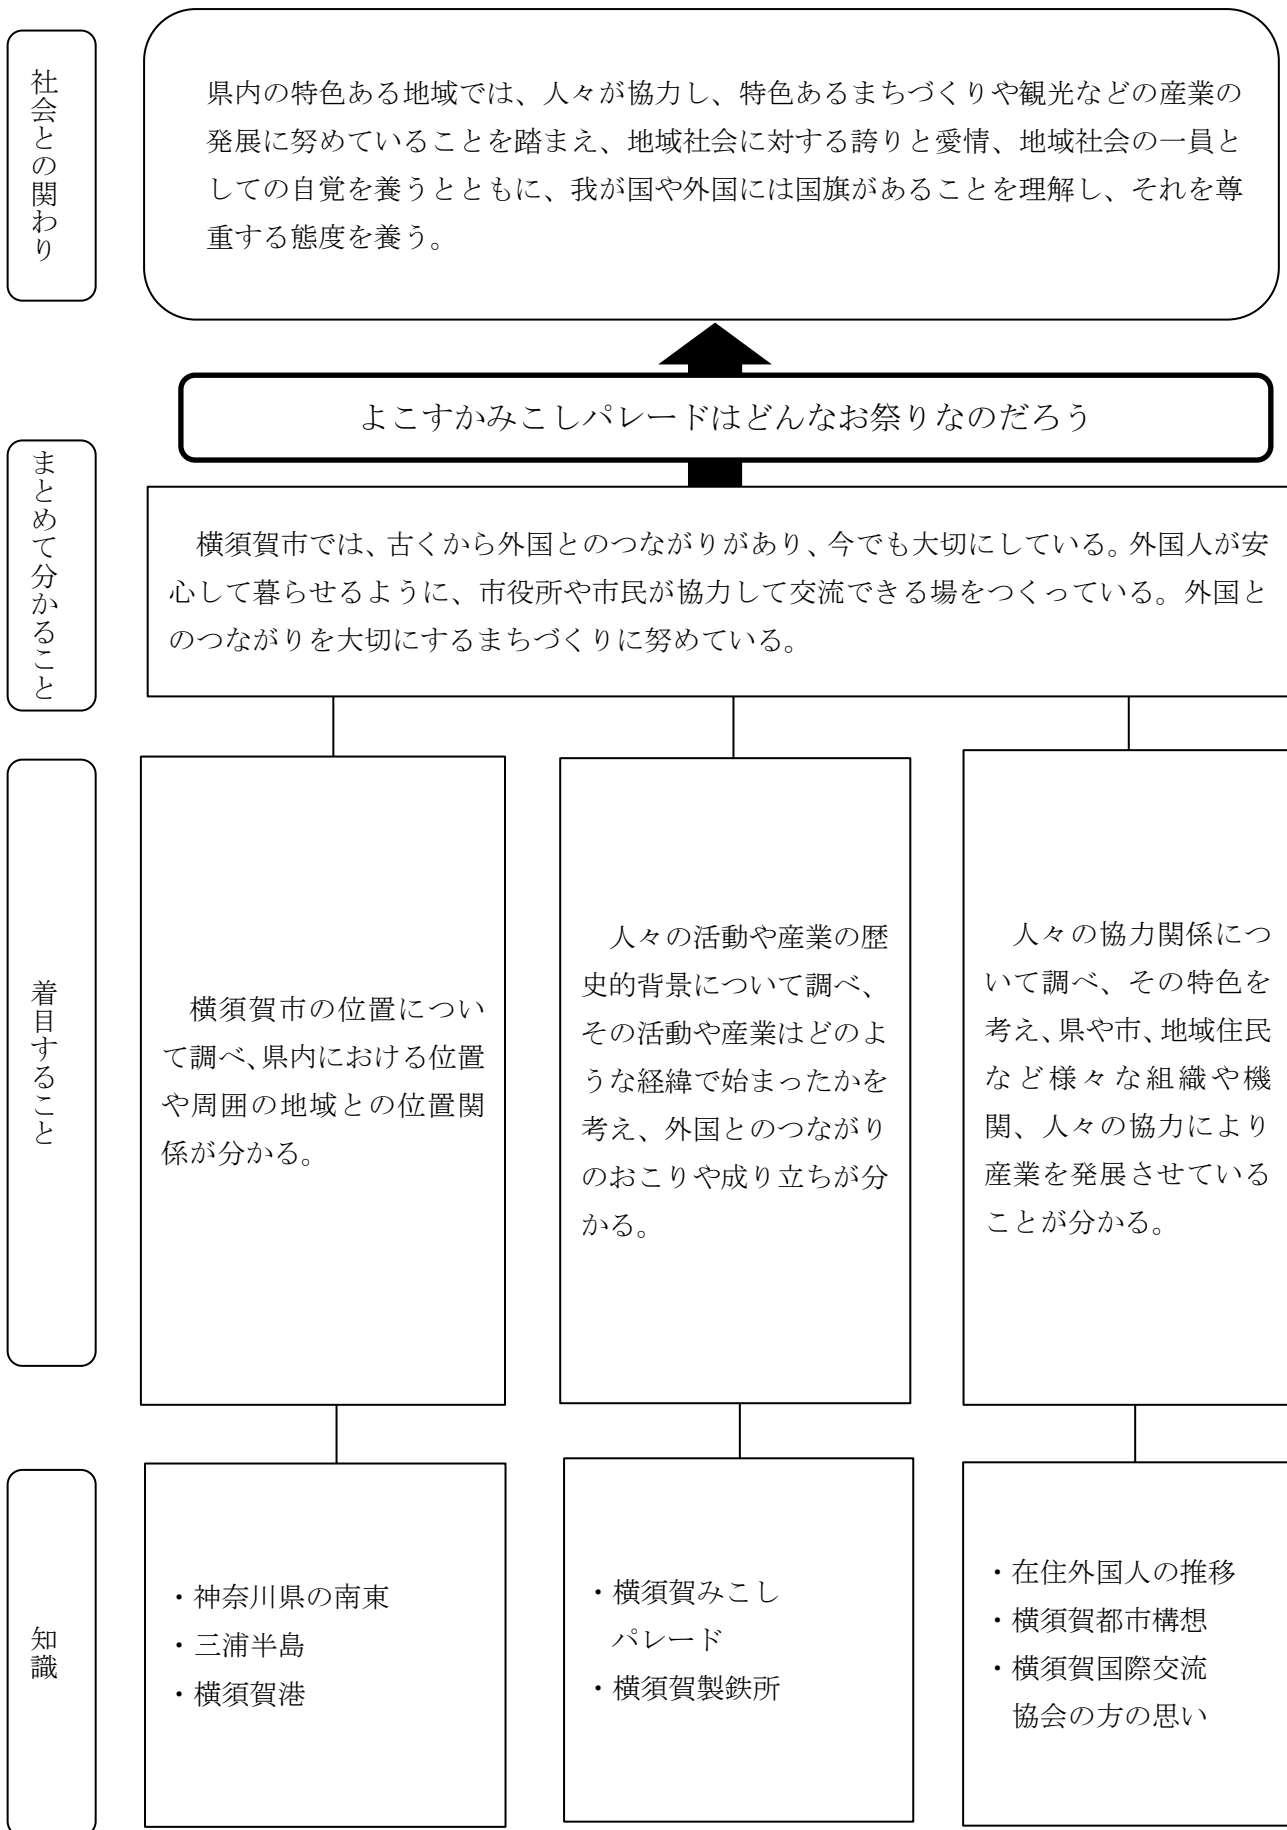 社会との関わり
県内の特色ある地域では、人々が協力し、特色あるまちづくりや観光などの産業の
発展に努めていることを踏まえ、地域社会に対する誇りと愛情、地域社会の一員と
しての自覚を養うとともに、我が国や外国には国旗があることを理解し、それを尊
重する態度を養う。
よこすかみこしパレードはどんなお祭りなのだろう
まとめて分かること
横須賀市では、古くから外国とのつながりがあり、今でも大切にしている。外国人が安
心して暮らせるように、市役所や市民が協力して交流できる場をつくっている。外国と
のつながりを大切にするまちづくりに努めている。
着目すること
横須賀市の位置につい
て調べ、県内における位置
や周囲の地域との位置関
係が分かる。
人々の活動や産業の歴
史的背景について調べ、
その活動や産業はどのよ
うな経緯で始まったかを
考え、外国とのつながり
のおこりや成り立ちが分
かる。
人々の協力関係につ
いて調べ、その特色を
考え、県や市、地域住民
など様々な組織や機
関、人々の協力により
産業を発展させている
ことが分かる。
知識
・神奈川県の南東
・三浦半島
・横須賀港
・横須賀みこし
パレード
・横須賀製鉄所
・在住外国人の推移
・横須賀都市構想
・横須賀国際交流
協会の方の思い